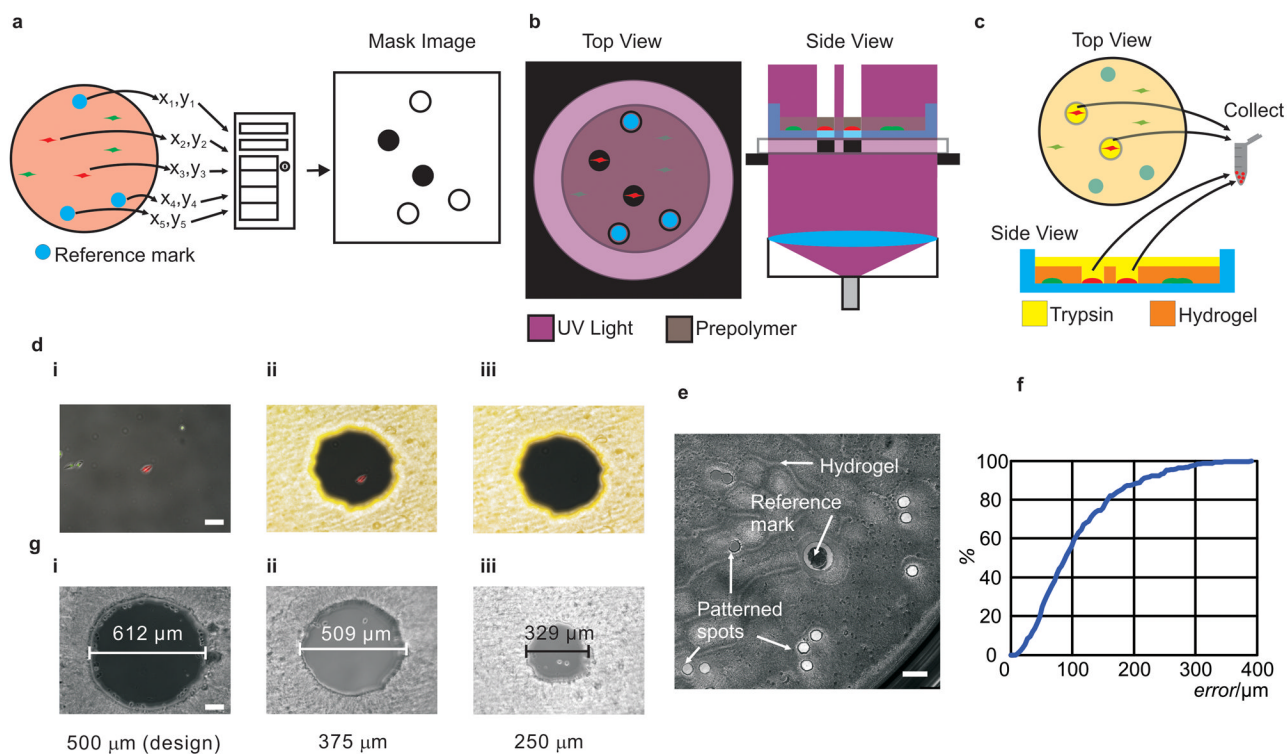 a
Mask Image
x1,y1
x2,y2
x3,y3
x4,y4
x5,y5
Reference mark
b
Top View
Side View
UV Light
Prepolymer
c
Top View
Collect
Side View
Trypsin
Hydrogel
d
i
ii
iii
e
Hydrogel
Reference
mark
Patterned
spots
f
100
80
60
40
20
0
%
0
100
200
300
400
error/μm
g
i
ii
iii
612 μm
509 μm
329 μm
500 μm (design)
375 μm
250 μm